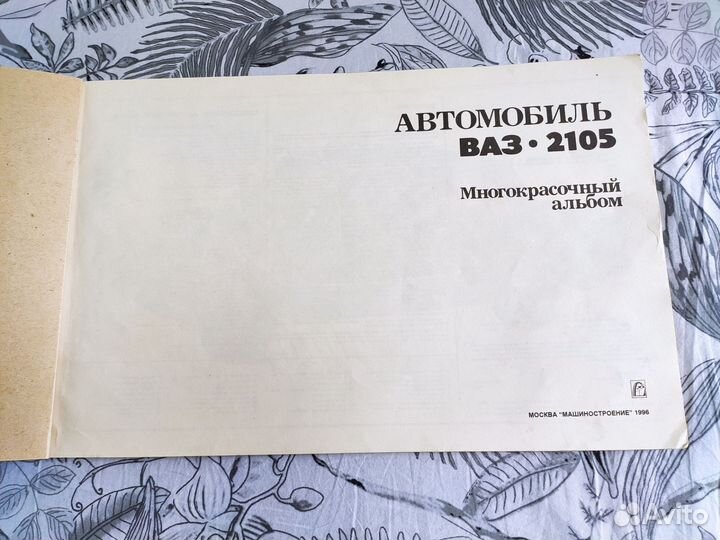 АВТОМОБИЛЬ
ВАЗ · 2105
Многокрасочный
альбом
МОСКВА "МАШИНОСТРОЕНИЕ" 1996
Avito